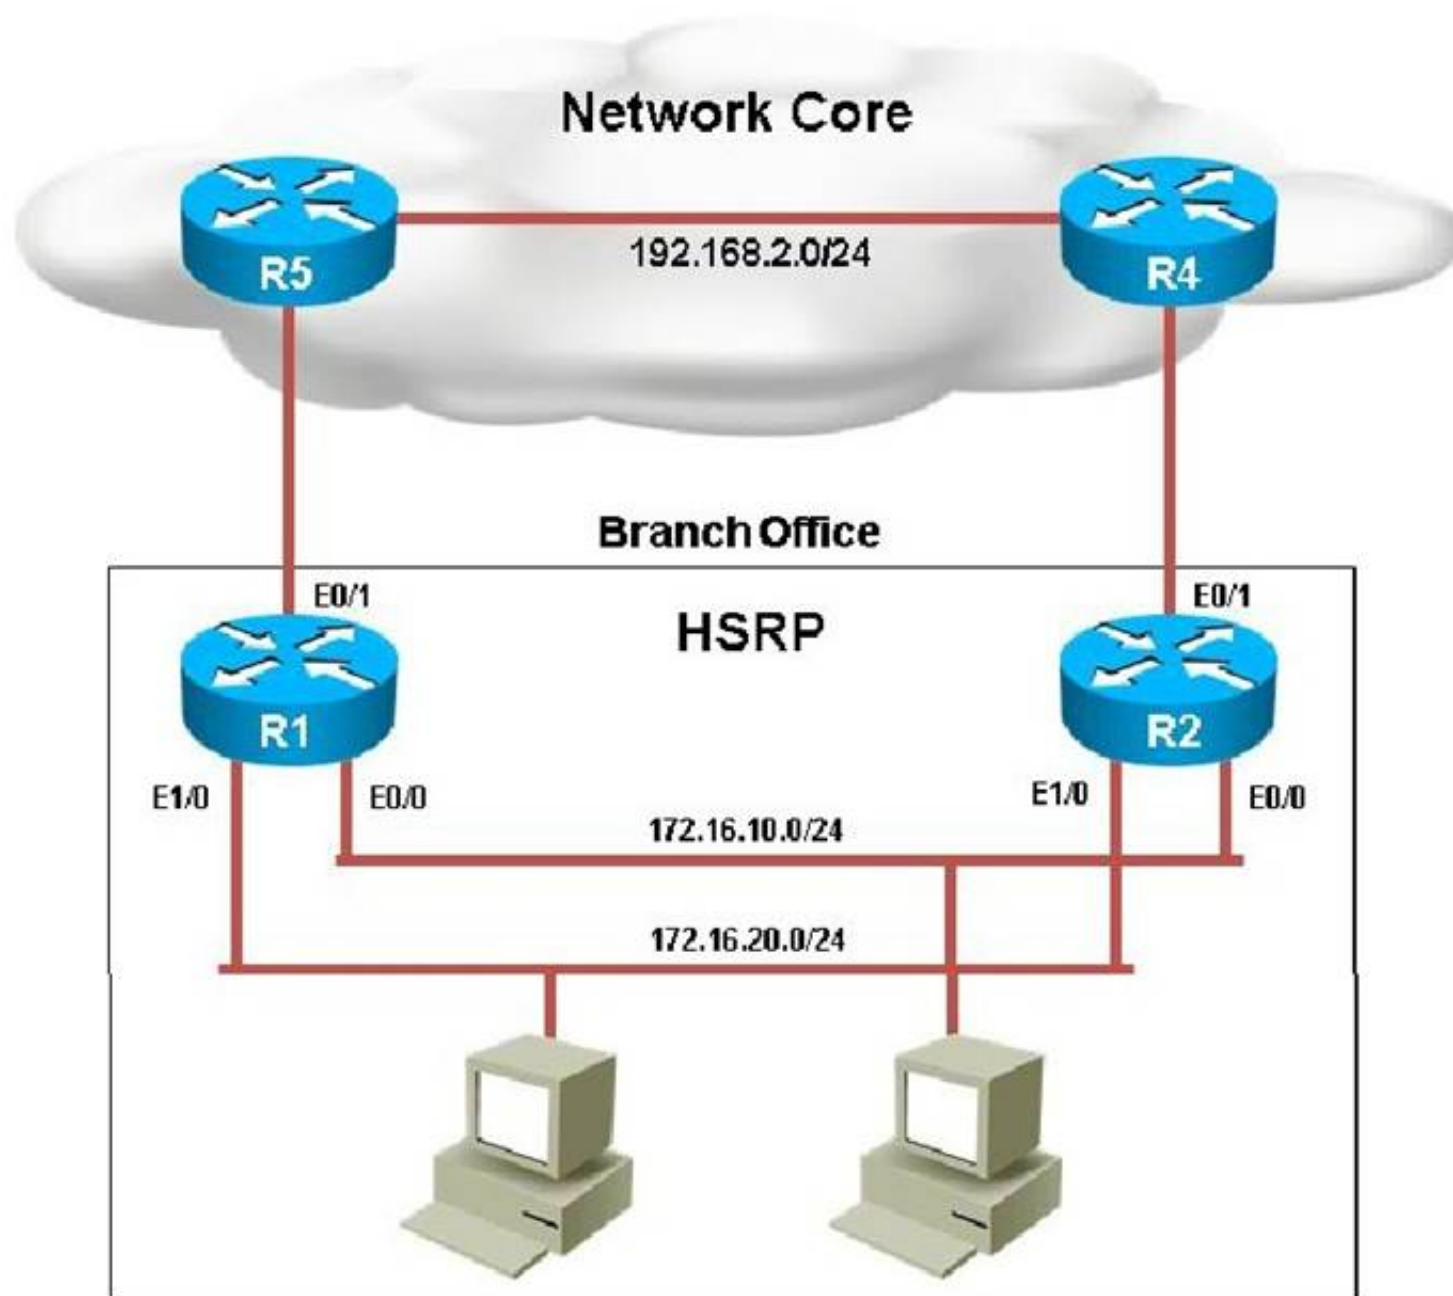 Network Core
192.168.2.0/24
R5
R4
Branch Office
E0/1
E0/1
HSRP
R1
R2
E1/0
E0/0
E1/0
E0/0
172.16.10.0/24
172.16.20.0/24